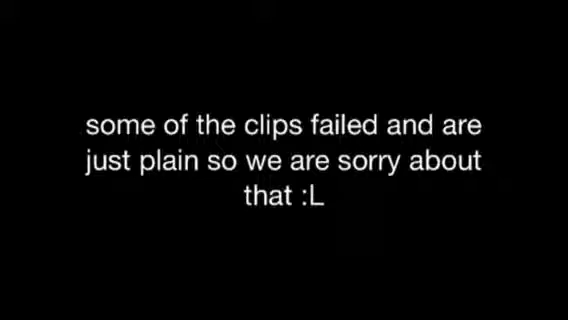 some of the clips failed and are
just plain so we are sorry about
that :L